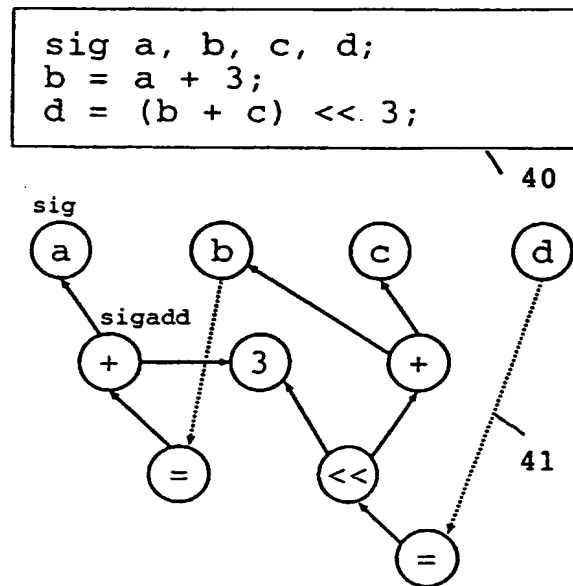 sig a, b, c, d;
b = a + 3;
d = (b + c) << 3;
40
sig
a
b
c
d
sigadd
+
3
+
=
<<
41
=